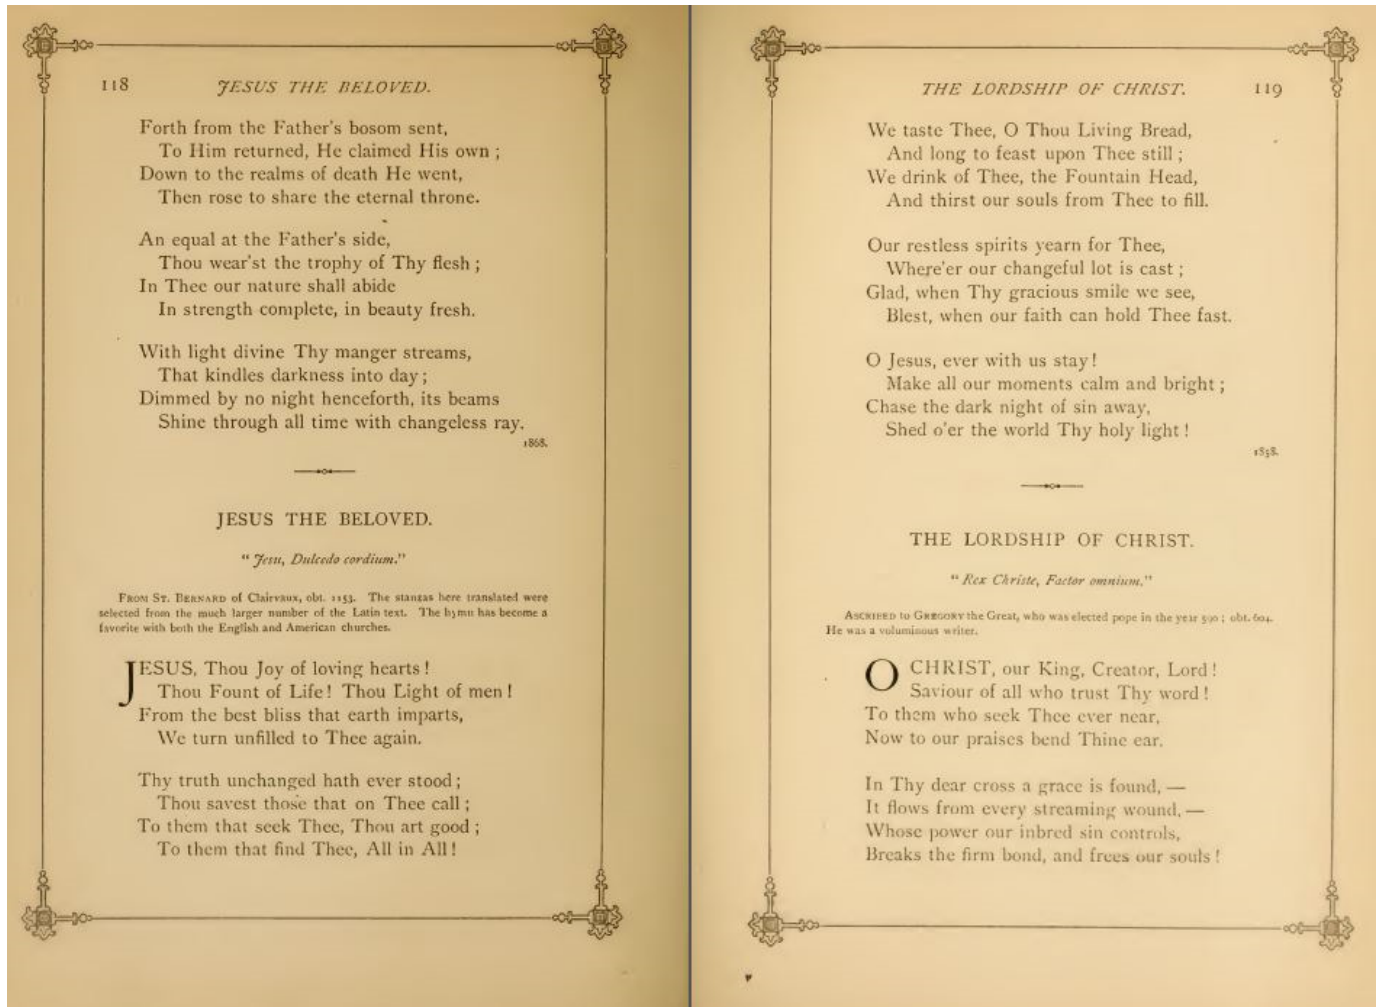 118 JESUS THE BELOVED.
Forth from the Father's bosom sent,
To Him returned, He claimed His own ;
Down to the realms of death He went,
Then rose to share the eternal throne.
An equal at the Father's side,
Thou wear'st the trophy of Thy flesh ;
In Thee our nature shall abide
In strength complete, in beauty fresh.
With light divine Thy manger streams,
That kindles darkness into day ;
Dimmed by no night henceforth, its beams
Shine through all time with changeless ray.
1868.
JESUS THE BELOVED.
" Jesu, Dulcedo cordium."
FROM ST. BERNARD of Clairvaux, obt. 1153. The stanzas here translated were
selected from the much larger number of the Latin text. The hymn has become a
favorite with both the English and American churches.
JESUS, Thou Joy of loving hearts !
Thou Fount of Life ! Thou Light of men !
From the best bliss that earth imparts,
We turn unfilled to Thee again.
Thy truth unchanged hath ever stood ;
Thou savest those that on Thee call ;
To them that seek Thee, Thou art good ;
To them that find Thee, All in All !
THE LORDSHIP OF CHRIST. 119
We taste Thee, O Thou Living Bread,
And long to feast upon Thee still ;
We drink of Thee, the Fountain Head,
And thirst our souls from Thee to fill.
Our restless spirits yearn for Thee,
Where'er our changeful lot is cast ;
Glad, when Thy gracious smile we see,
Blest, when our faith can hold Thee fast.
O Jesus, ever with us stay !
Make all our moments calm and bright ;
Chase the dark night of sin away,
Shed o'er the world Thy holy light !
1858.
THE LORDSHIP OF CHRIST.
" Rex Christe, Factor omnium."
ASCRIBED to GREGORY the Great, who was elected pope in the year 590 ; obt. 604.
He was a voluminous writer.
O CHRIST, our King, Creator, Lord !
Saviour of all who trust Thy word !
To them who seek Thee ever near,
Now to our praises bend Thine ear.
In Thy dear cross a grace is found, —
It flows from every streaming wound, —
Whose power our inbred sin controls,
Breaks the firm bond, and frees our souls !